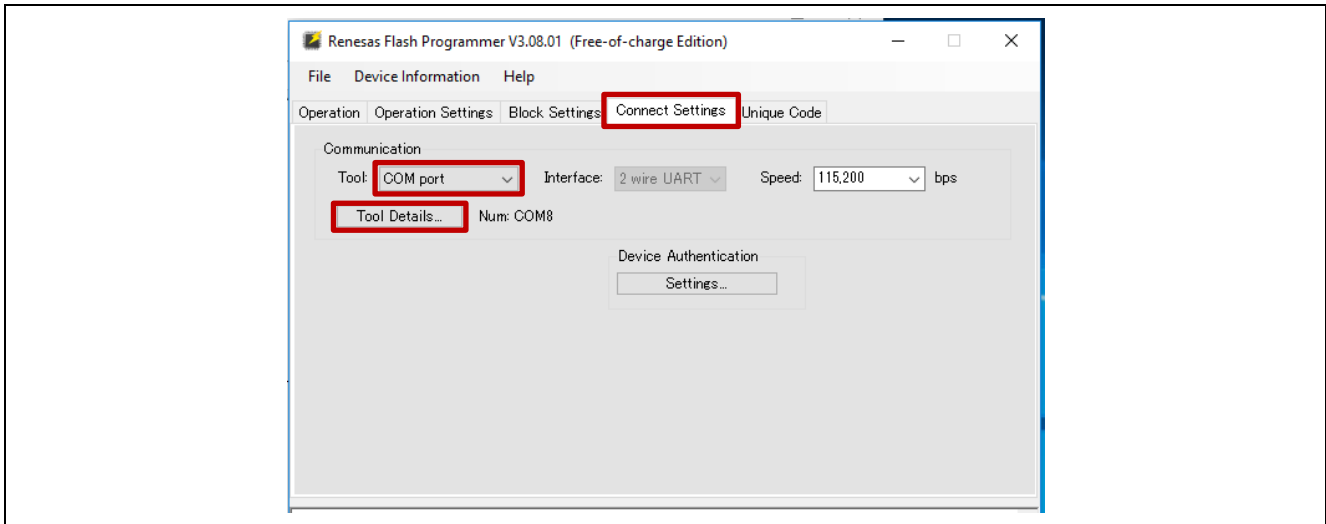 Renesas Flash Programmer V3.08.01 (Free-of-charge Edition)
File Device Information Help
Operation Operation Settings Block Settings Connect Settings Unique Code
Communication
Tool: COM port Interface: 2 wire UART Speed: 115,200 bps
Tool Details... Num: COM8
Device Authentication
Settings...